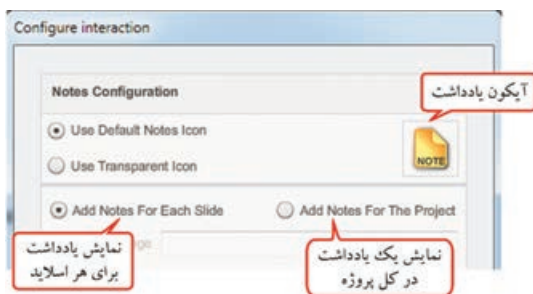 Configure interaction
Notes Configuration
آیکون یادداشت
Use Default Notes Icon
Use Transparent Icon
NOTE
Add Notes For Each Slide
Add Notes For The Project
نمایش یادداشت
برای هر اسلاید
نمایش یک یادداشت
در کل پروژه